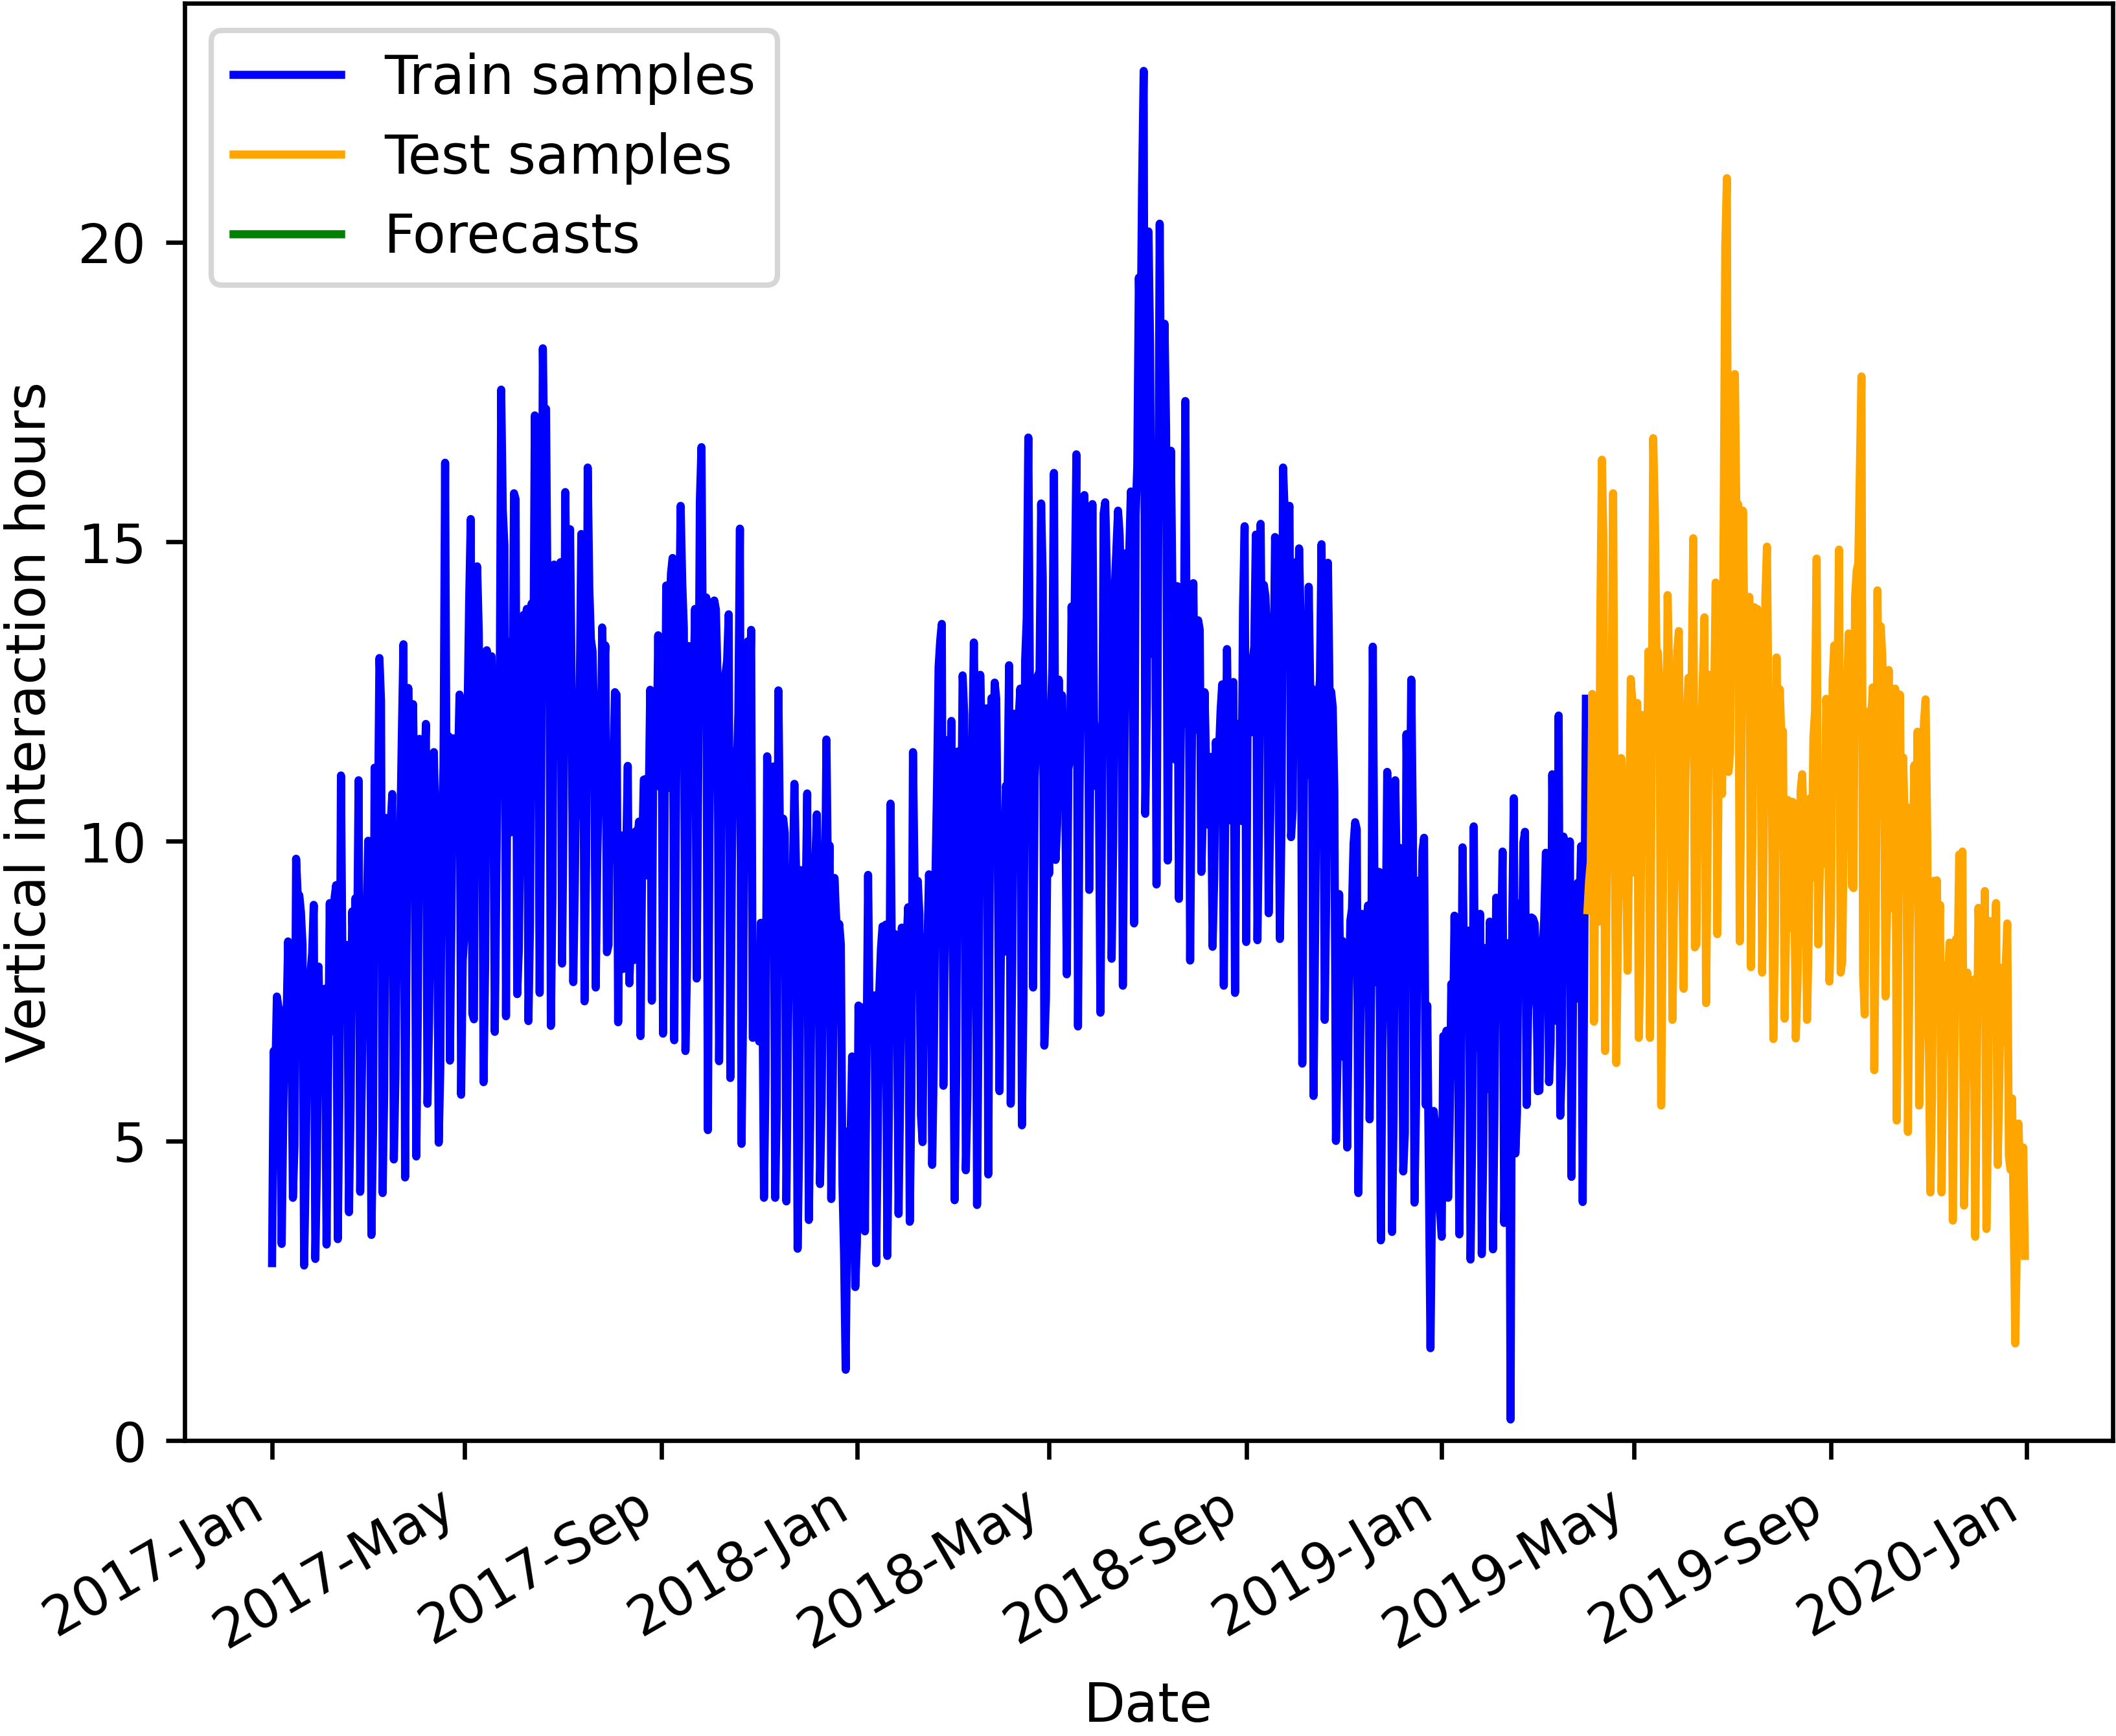 Train samples
Test samples
Forecasts
Vertical interaction hours
20
15
10
5
0
2017-Jan
2017-May
2017-Sep
2018-Jan
2018-May
2018-Sep
2019-Jan
2019-May
2019-Sep
2020-Jan
Date